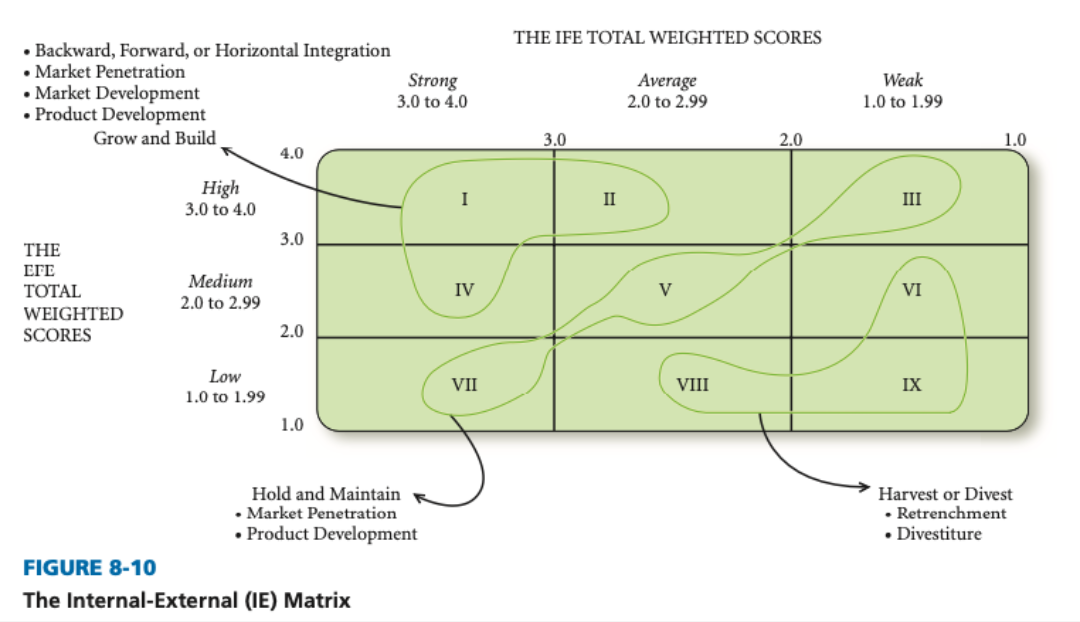 • Backward, Forward, or Horizontal Integration
• Market Penetration
• Market Development
• Product Development
Grow and Build
THE IFE TOTAL WEIGHTED SCORES
Strong
3.0 to 4.0
Average
2.0 to 2.99
Weak
1.0 to 1.99
3.0
2.0
1.0
4.0
High
3.0 to 4.0
I
II
III
3.0
THE
EFE
TOTAL
WEIGHTED
SCORES
Medium
2.0 to 2.99
IV
V
VI
2.0
Low
1.0 to 1.99
VII
VIII
IX
1.0
Hold and Maintain
• Market Penetration
• Product Development
Harvest or Divest
• Retrenchment
• Divestiture
FIGURE 8-10
The Internal-External (IE) Matrix